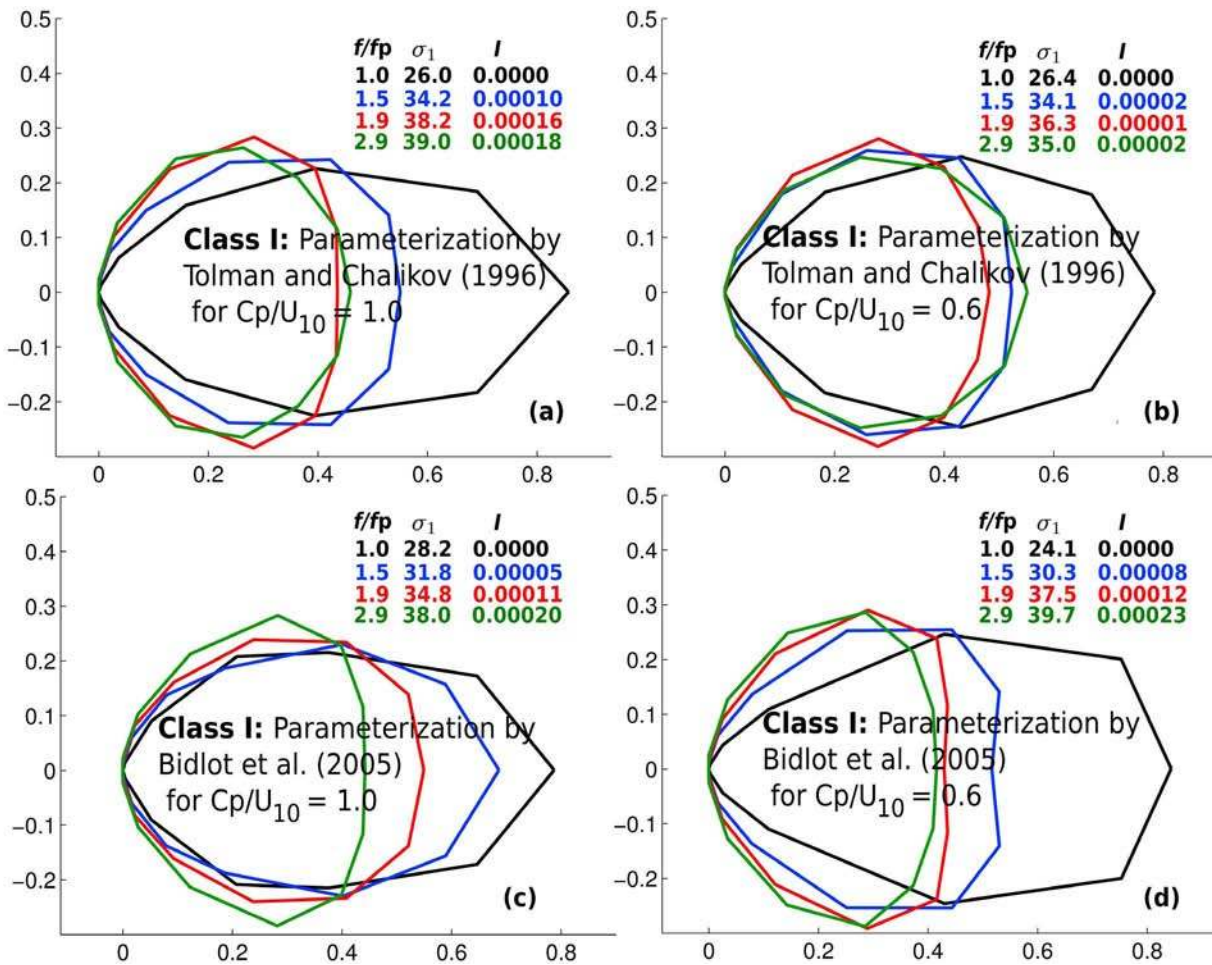 0.5
0.4
0.3
0.2
0.1
0
−0.1
−0.2
f/fp σ1 I
1.0 26.0 0.0000
1.5 34.2 0.00010
1.9 38.2 0.00016
2.9 39.0 0.00018
Class I: Parameterization by
Tolman and Chalikov (1996)
for Cp/U10 = 1.0
(a)
0 0.2 0.4 0.6 0.8
0.5
0.4
0.3
0.2
0.1
0
−0.1
−0.2
f/fp σ1 I
1.0 26.4 0.0000
1.5 34.1 0.00002
1.9 36.3 0.00001
2.9 35.0 0.00002
Class I: Parameterization by
Tolman and Chalikov (1996)
for Cp/U10 = 0.6
(b)
0 0.2 0.4 0.6 0.8
0.5
0.4
0.3
0.2
0.1
0
−0.1
−0.2
f/fp σ1 I
1.0 28.2 0.0000
1.5 31.8 0.00005
1.9 34.8 0.00011
2.9 38.0 0.00020
Class I: Parameterization by
Bidlot et al. (2005)
for Cp/U10 = 1.0
(c)
0 0.2 0.4 0.6 0.8
0.5
0.4
0.3
0.2
0.1
0
−0.1
−0.2
f/fp σ1 I
1.0 24.1 0.0000
1.5 30.3 0.00008
1.9 37.5 0.00012
2.9 39.7 0.00023
Class I: Parameterization by
Bidlot et al. (2005)
for Cp/U10 = 0.6
(d)
0 0.2 0.4 0.6 0.8